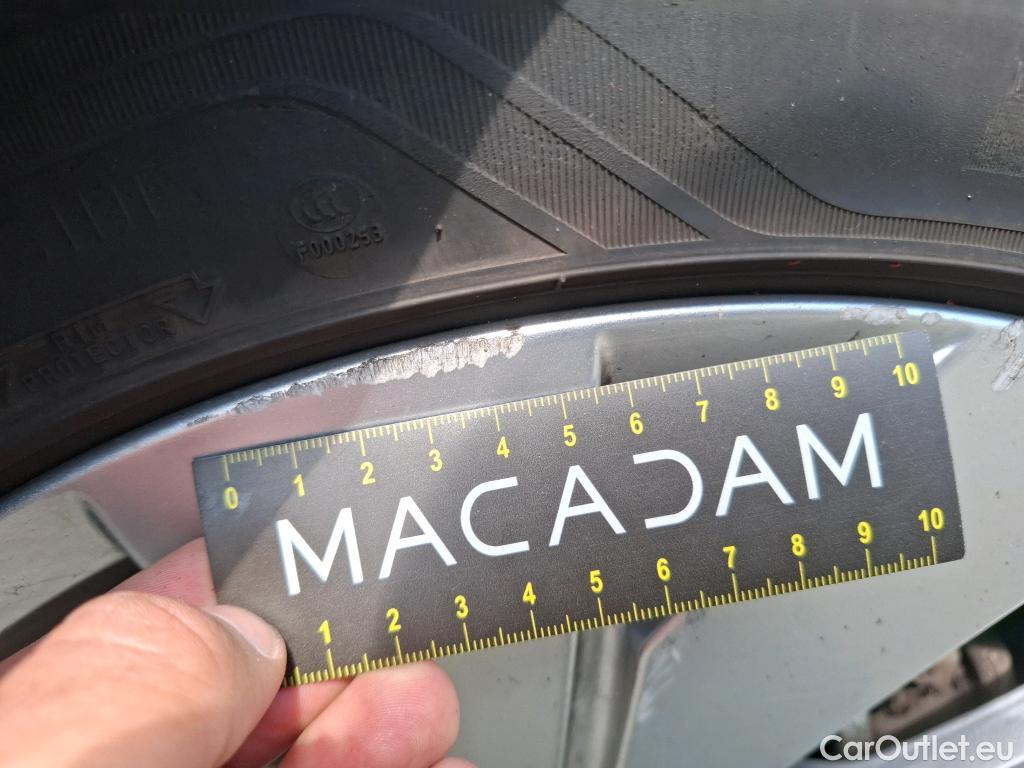 CCC
F000253
RIM
PROTECTOR
0 1 2 3 4 5 6 7 8 9 10
MACADAM
1 2 3 4 5 6 7 8 9 10
CarOutlet.eu